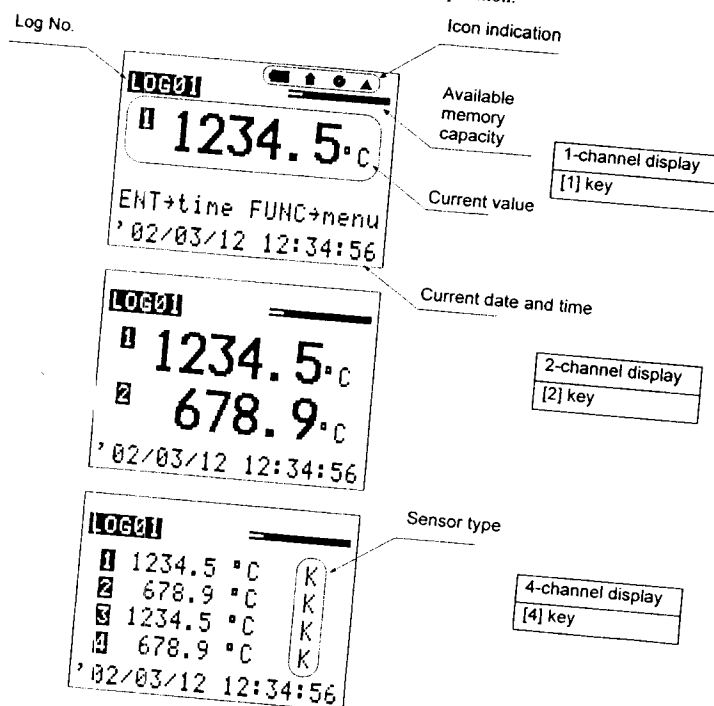 Log No.
Icon indication
LOG01
Available
memory
capacity
1 1234.5°C
1-channel display
[1] key
Current value
ENT→time FUNC→menu
'02/03/12 12:34:56
Current date and time
LOG01
1 1234.5°C
2 678.9°C
2-channel display
[2] key
'02/03/12 12:34:56
Sensor type
LOG01
1 1234.5 °C K
2 678.9 °C K
3 1234.5 °C K
4 678.9 °C K
4-channel display
[4] key
'02/03/12 12:34:56